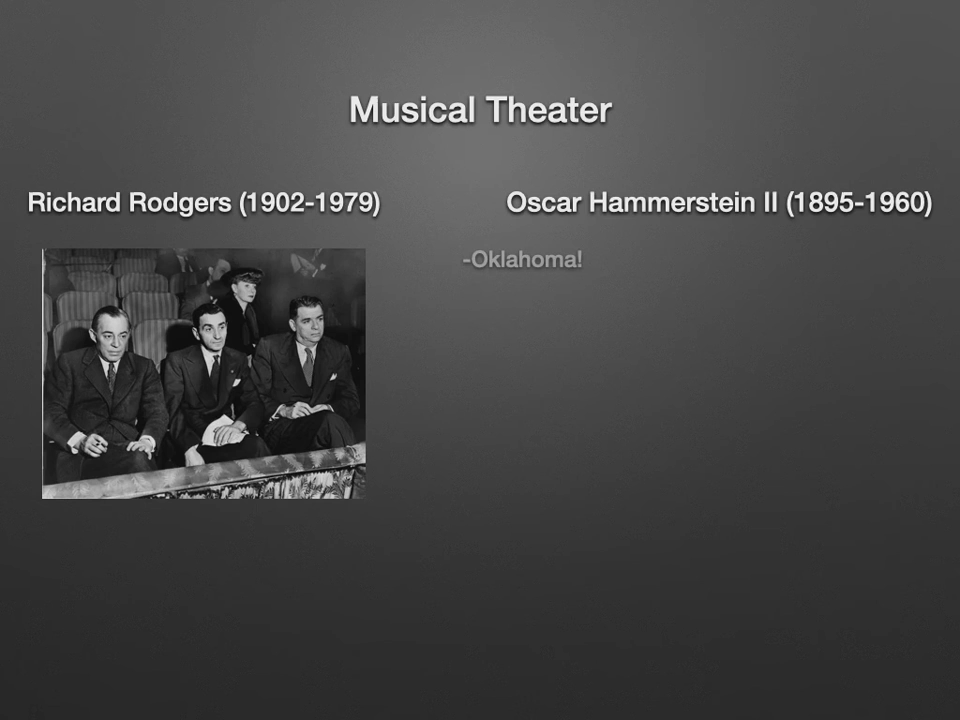 Musical Theater
Richard Rodgers (1902-1979)
Oscar Hammerstein II (1895-1960)
-Oklahoma!